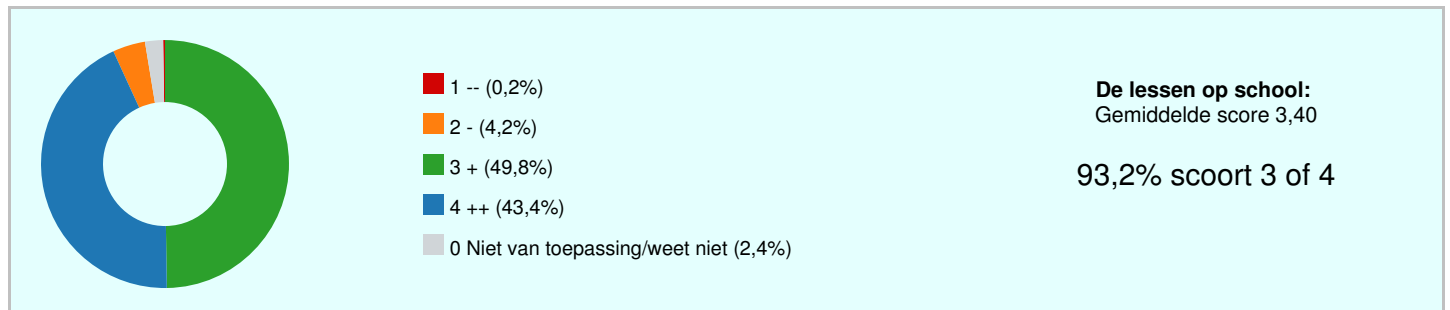 1 -- (0,2%)
2 - (4,2%)
3 + (49,8%)
4 ++ (43,4%)
0 Niet van toepassing/weet niet (2,4%)
De lessen op school:
Gemiddelde score 3,40
93,2% scoort 3 of 4